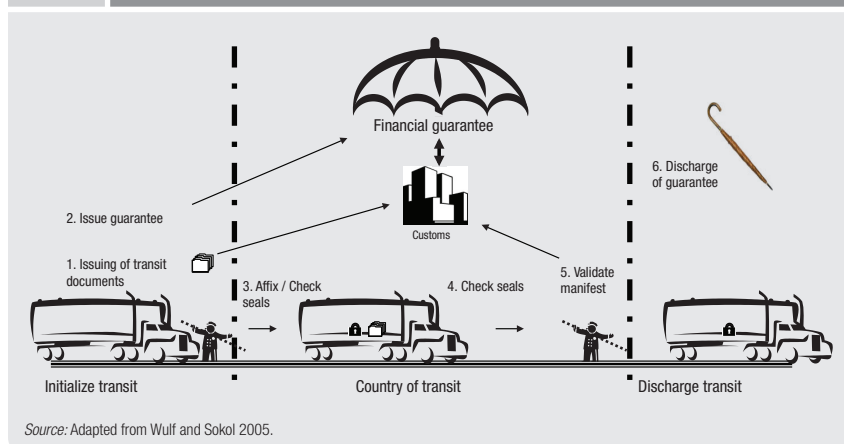 Financial guarantee
6. Discharge
of guarantee
2. Issue guarantee
Customs
1. Issuing of transit
documents
3. Affix / Check
seals
4. Check seals
5. Validate
manifest
Initialize transit
Country of transit
Discharge transit
Source: Adapted from Wulf and Sokol 2005.